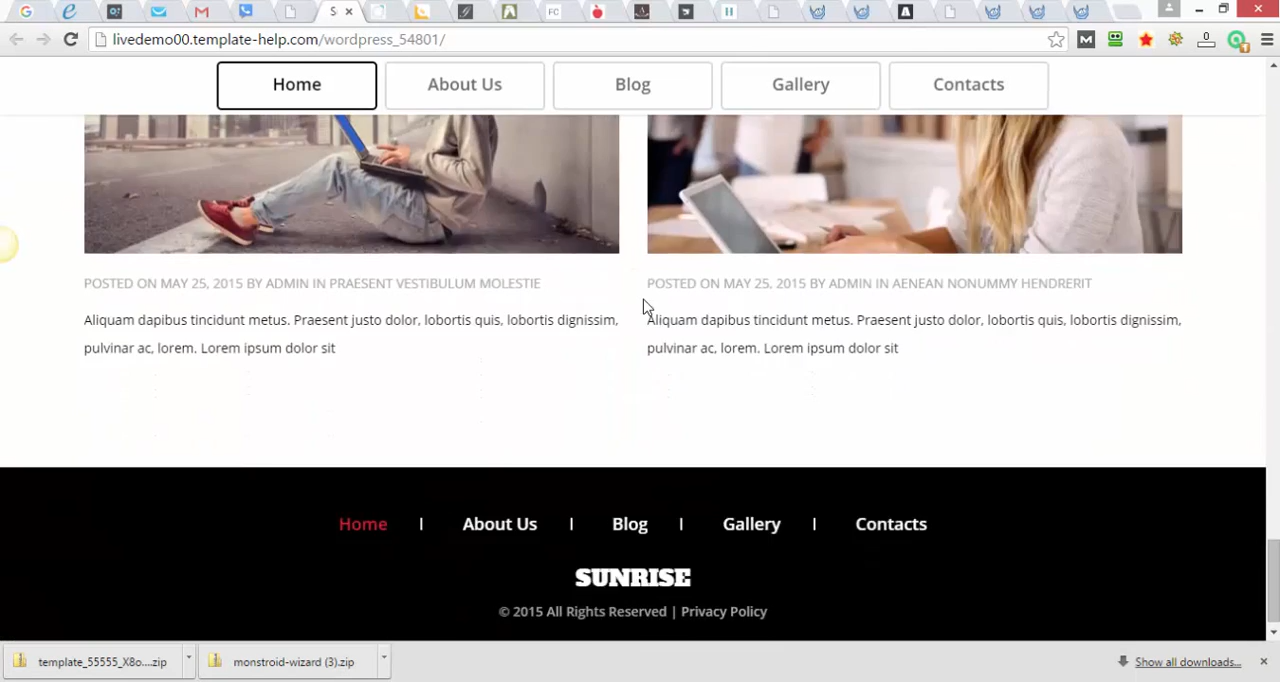 S
FC
livedemo00.template-help.com/wordpress_54801/
M
0
Home
About Us
Blog
Gallery
Contacts
POSTED ON MAY 25, 2015 BY ADMIN IN PRAESENT VESTIBULUM MOLESTIE
Aliquam dapibus tincidunt metus. Praesent justo dolor, lobortis quis, lobortis dignissim,
pulvinar ac, lorem. Lorem ipsum dolor sit
POSTED ON MAY 25, 2015 BY ADMIN IN AENEAN NONUMMY HENDRERIT
Aliquam dapibus tincidunt metus. Praesent justo dolor, lobortis quis, lobortis dignissim,
pulvinar ac, lorem. Lorem ipsum dolor sit
Home | About Us | Blog | Gallery | Contacts
SUNRISE
© 2015 All Rights Reserved | Privacy Policy
template_55555_X8o....zip
monstroid-wizard (3).zip
Show all downloads...